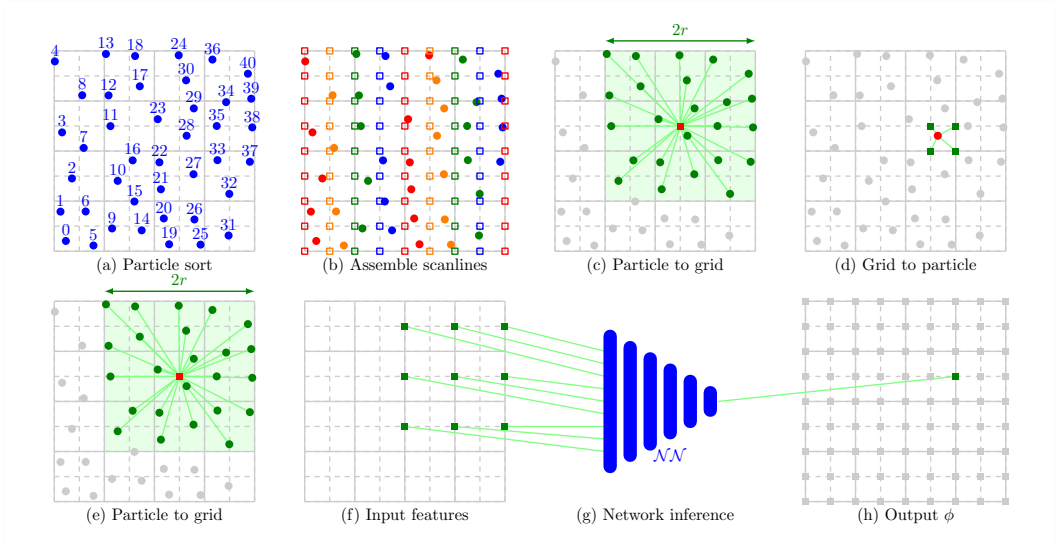 4 13 18 24 36
8 12 17 30 40
3 11 23 29 34 39
7 28 35 38
2 16 22 27 33 37
10 21 32
1 6 15 20 26
0 5 9 14 19 25 31
(a) Particle sort
(b) Assemble scanlines
2r
(c) Particle to grid
(d) Grid to particle
2r
(e) Particle to grid
(f) Input features
𝒩𝒩
(g) Network inference
(h) Output ϕ